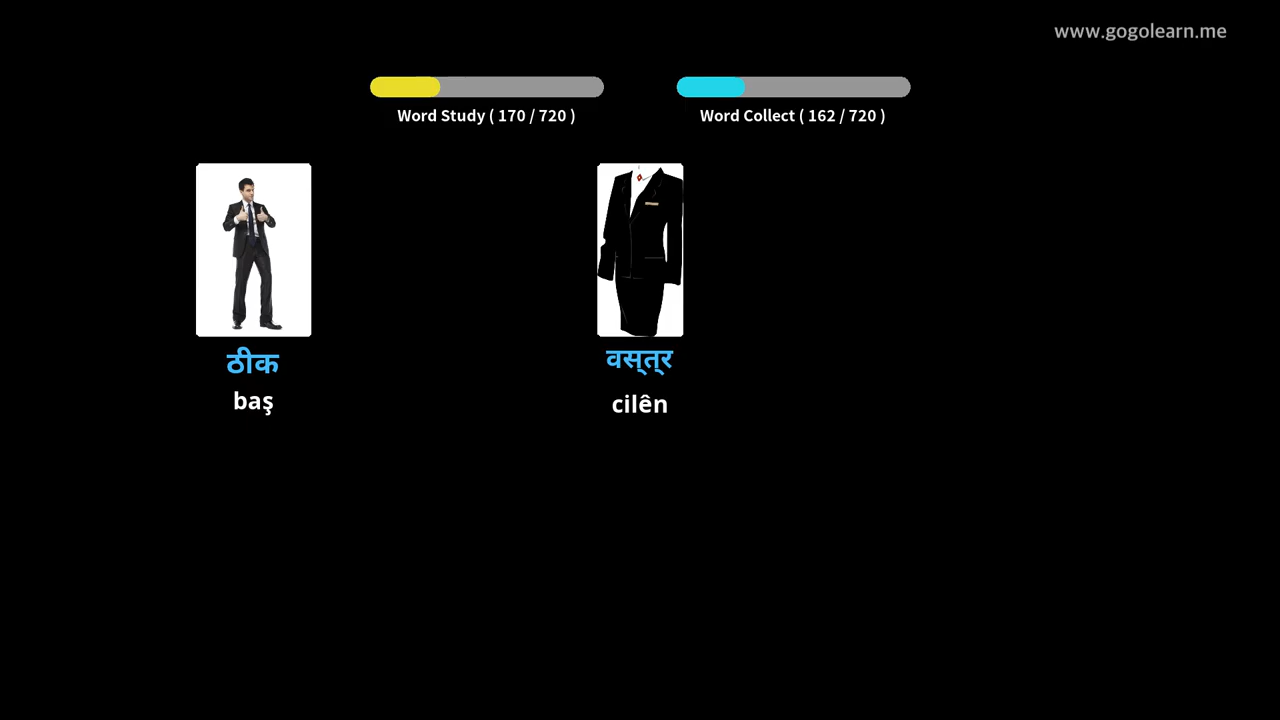 www.gogolearn.me
Word Study ( 170 / 720 )
Word Collect ( 162 / 720 )
ठीक
baş
वस्त्र
cilên